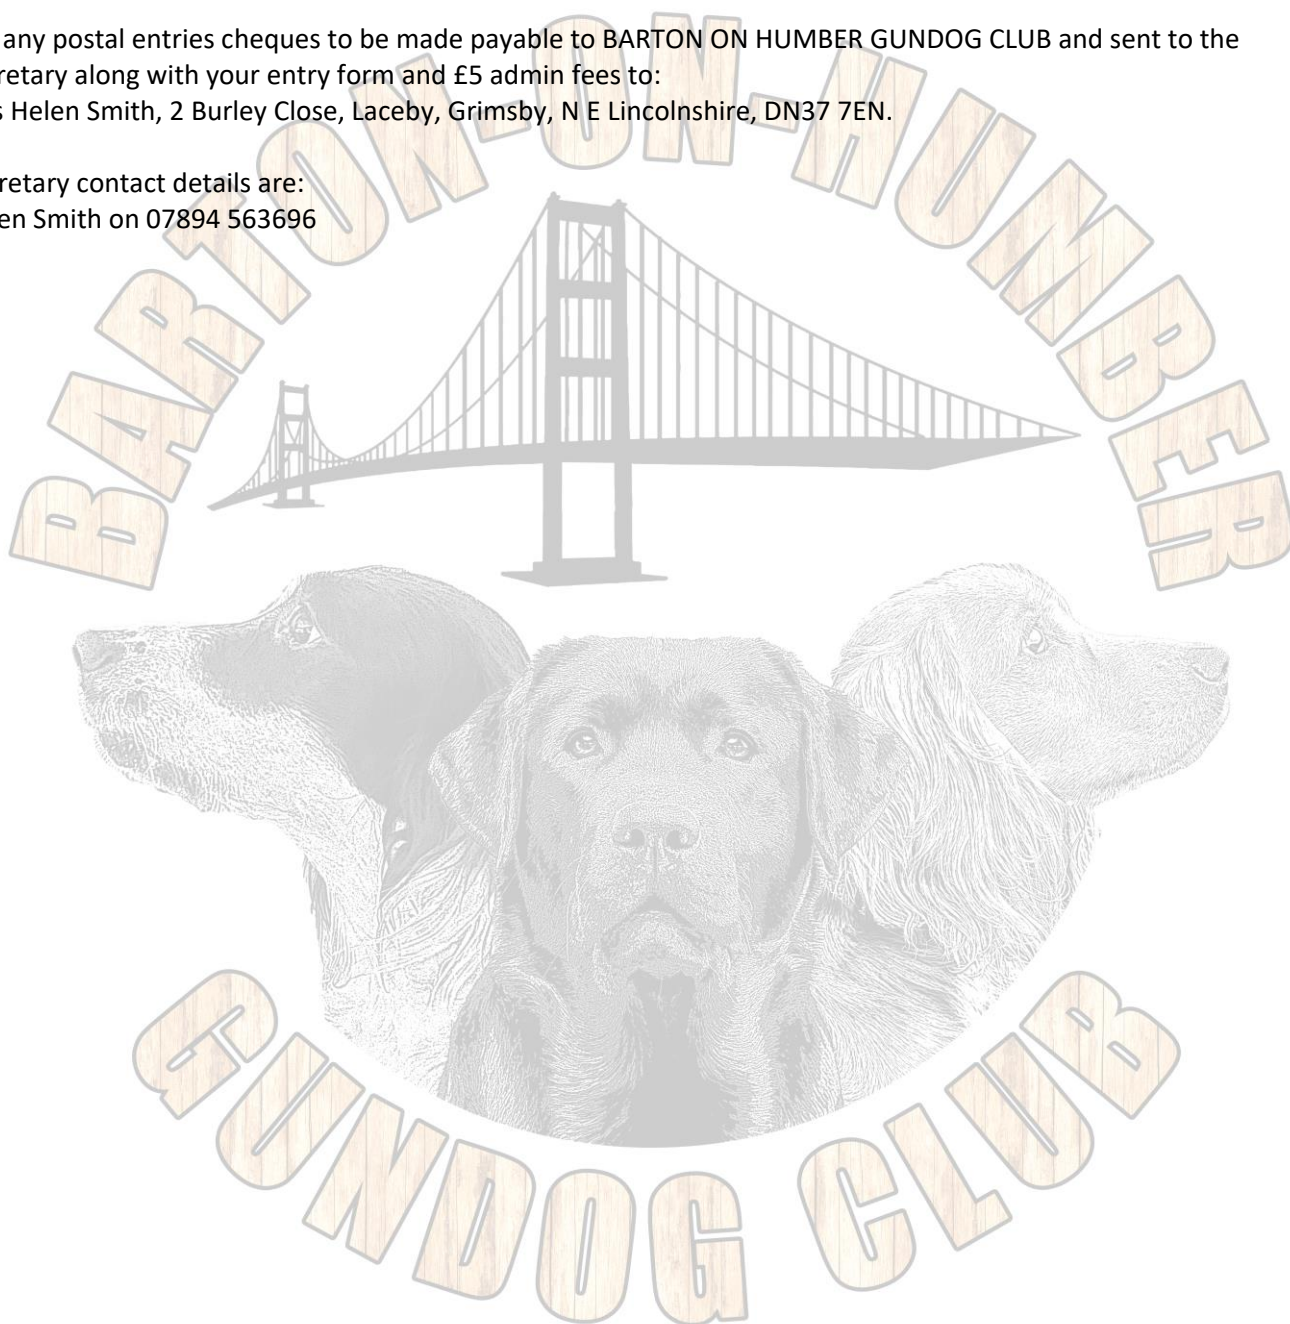 any postal entries cheques to be made payable to BARTON ON HUMBER GUNDOG CLUB and sent to the
retary along with your entry form and £5 admin fees to:
s Helen Smith, 2 Burley Close, Laceby, Grimsby, N E Lincolnshire, DN37 7EN.
retary contact details are:
en Smith on 07894 563696
BARTON-ON-HUMBER
GUNDOG CLUB